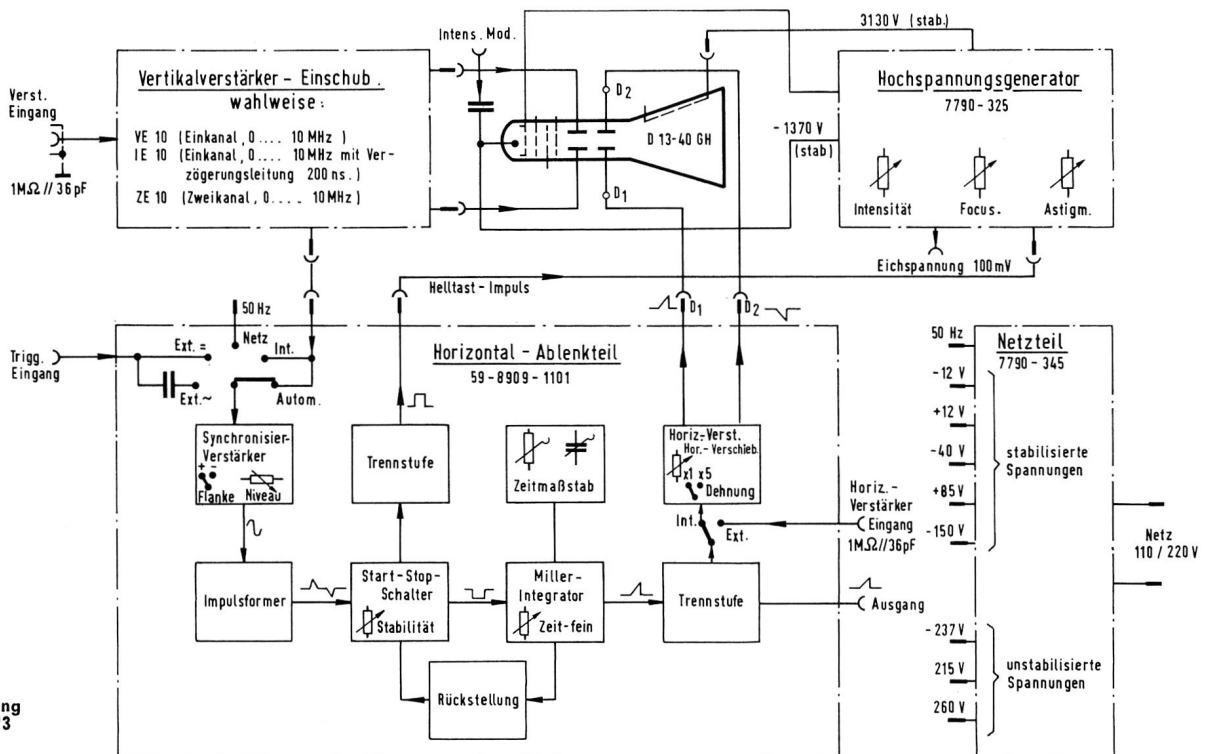 3130 V (stab.)
Intens. Mod.
Vertikalverstärker - Einschub.
wahlweise:
VE 10 (Einkanal, 0.... 10 MHz)
IE 10 (Einkanal, 0.... 10 MHz mit Ver-
zögerungsleitung 200 ns.)
ZE 10 (Zweikanal, 0.... 10 MHz)
Verst.
Eingang
1MΩ // 36 pF
D2
D 13-40 GH
D1
Hochspannungsgenerator
7790 - 325
- 1370 V
(stab)
Intensität
Focus.
Astigm.
Eichspannung 100mV
Helltast - Impuls
D1
D2
50 Hz
Netz
Ext. =
Int.
Trigg.
Eingang
Ext.~
Autom.
Horizontal - Ablenkteil
59 - 8909 - 1101
Synchronisier-
Verstärker
+ -
Flanke
Niveau
Trennstufe
Zeitmaßstab
Horiz-Verst.
Hor.- Verschieb.
x1 x5
Dehnung
Int.
Ext.
Horiz.-
Verstärker
Eingang
1MΩ//36pF
Impulsformer
Start-Stop-
Schalter
Stabilität
Miller-
Integrator
Zeit-fein
Trennstufe
Ausgang
Rückstellung
Netzteil
7790 - 345
50 Hz
-12 V
+12 V
-40 V
+85 V
-150 V
stabilisierte
Spannungen
Netz
110 / 220 V
-237 V
215 V
260 V
unstabilisierte
Spannungen
ng
3